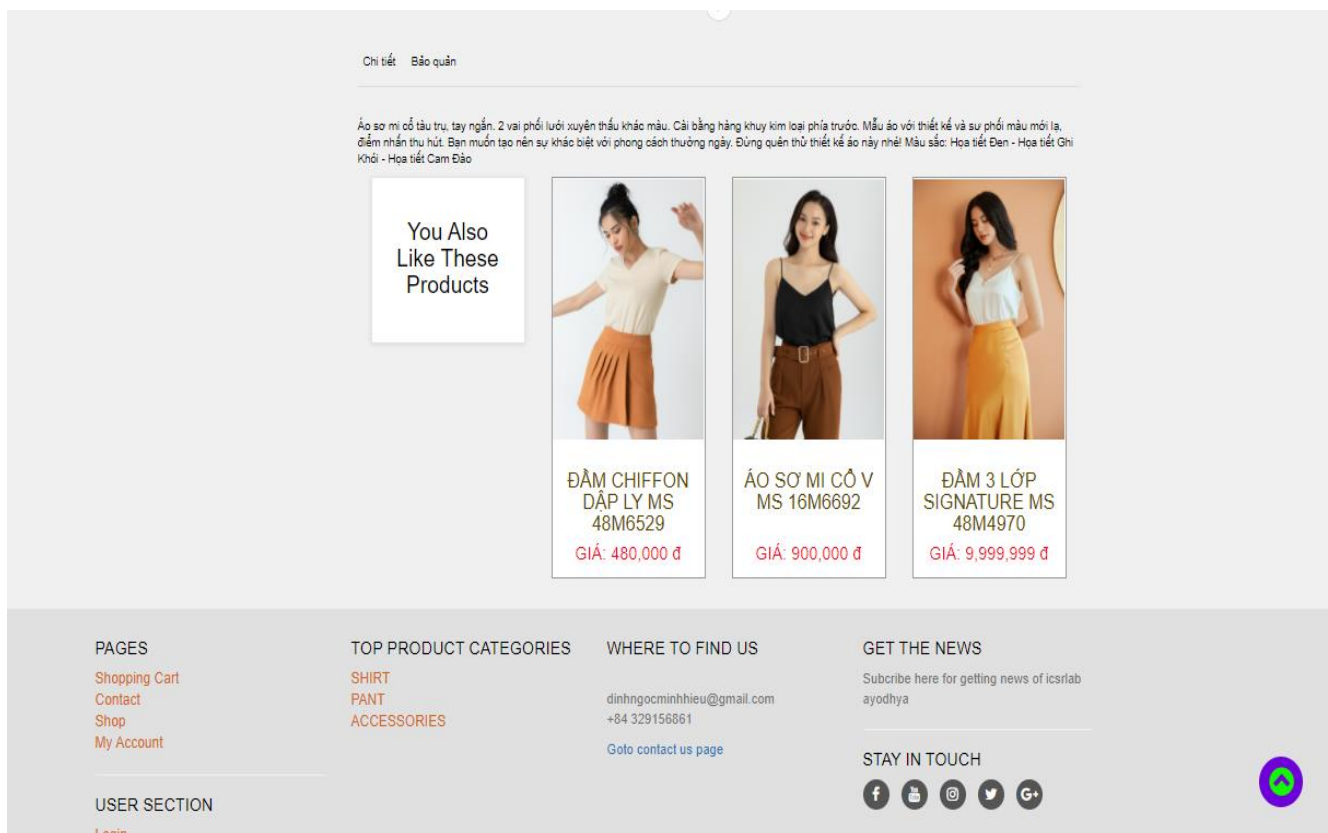 Chi tiết Bảo quản
Áo sơ mi cổ tàu trụ, tay ngắn. 2 vai phối lưới xuyên thấu khác màu. Cài bằng hàng khuy kim loại phía trước. Mẫu áo với thiết kế và sự phối màu mới lạ,
điểm nhấn thu hút. Bạn muốn tạo nên sự khác biệt với phong cách thường ngày. Đừng quên thử thiết kế áo này nhé! Màu sắc: Họa tiết Đen - Họa tiết Ghi
Khói - Họa tiết Cam Đào
You Also
Like These
Products
ĐẦM CHIFFON
DẬP LY MS
48M6529
GIÁ: 480,000 đ
ÁO SƠ MI CỔ V
MS 16M6692
GIÁ: 900,000 đ
ĐẦM 3 LỚP
SIGNATURE MS
48M4970
GIÁ: 9,999,999 đ
PAGES
Shopping Cart
Contact
Shop
My Account
USER SECTION
Login
TOP PRODUCT CATEGORIES
SHIRT
PANT
ACCESSORIES
WHERE TO FIND US
dinhngocminhhieu@gmail.com
+84 329156861
Goto contact us page
GET THE NEWS
Subcribe here for getting news of icsrlab
ayodhya
STAY IN TOUCH